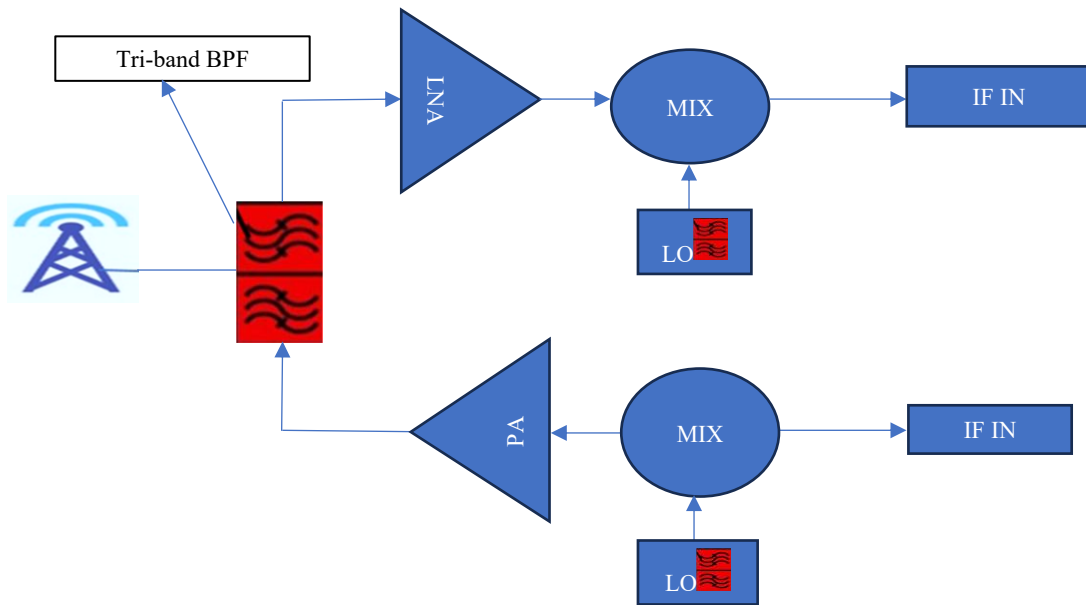 Tri-band BPF
LNA
MIX
IF IN
LO
PA
MIX
IF IN
LO